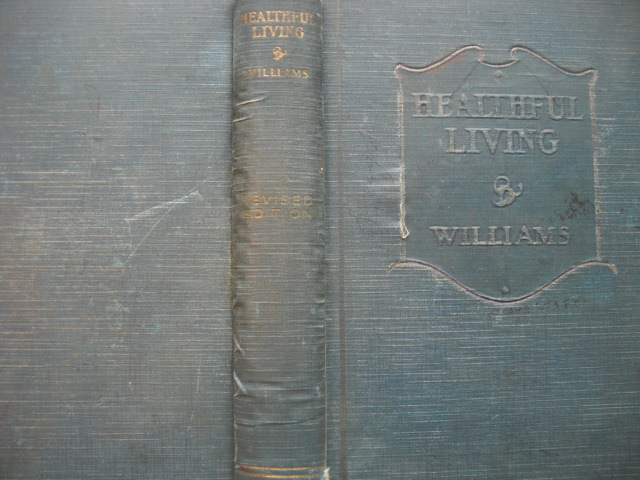 HEALTHFUL
LIVING
WILLIAMS
REVISED
EDITION
HEALTHFUL
LIVING
WILLIAMS